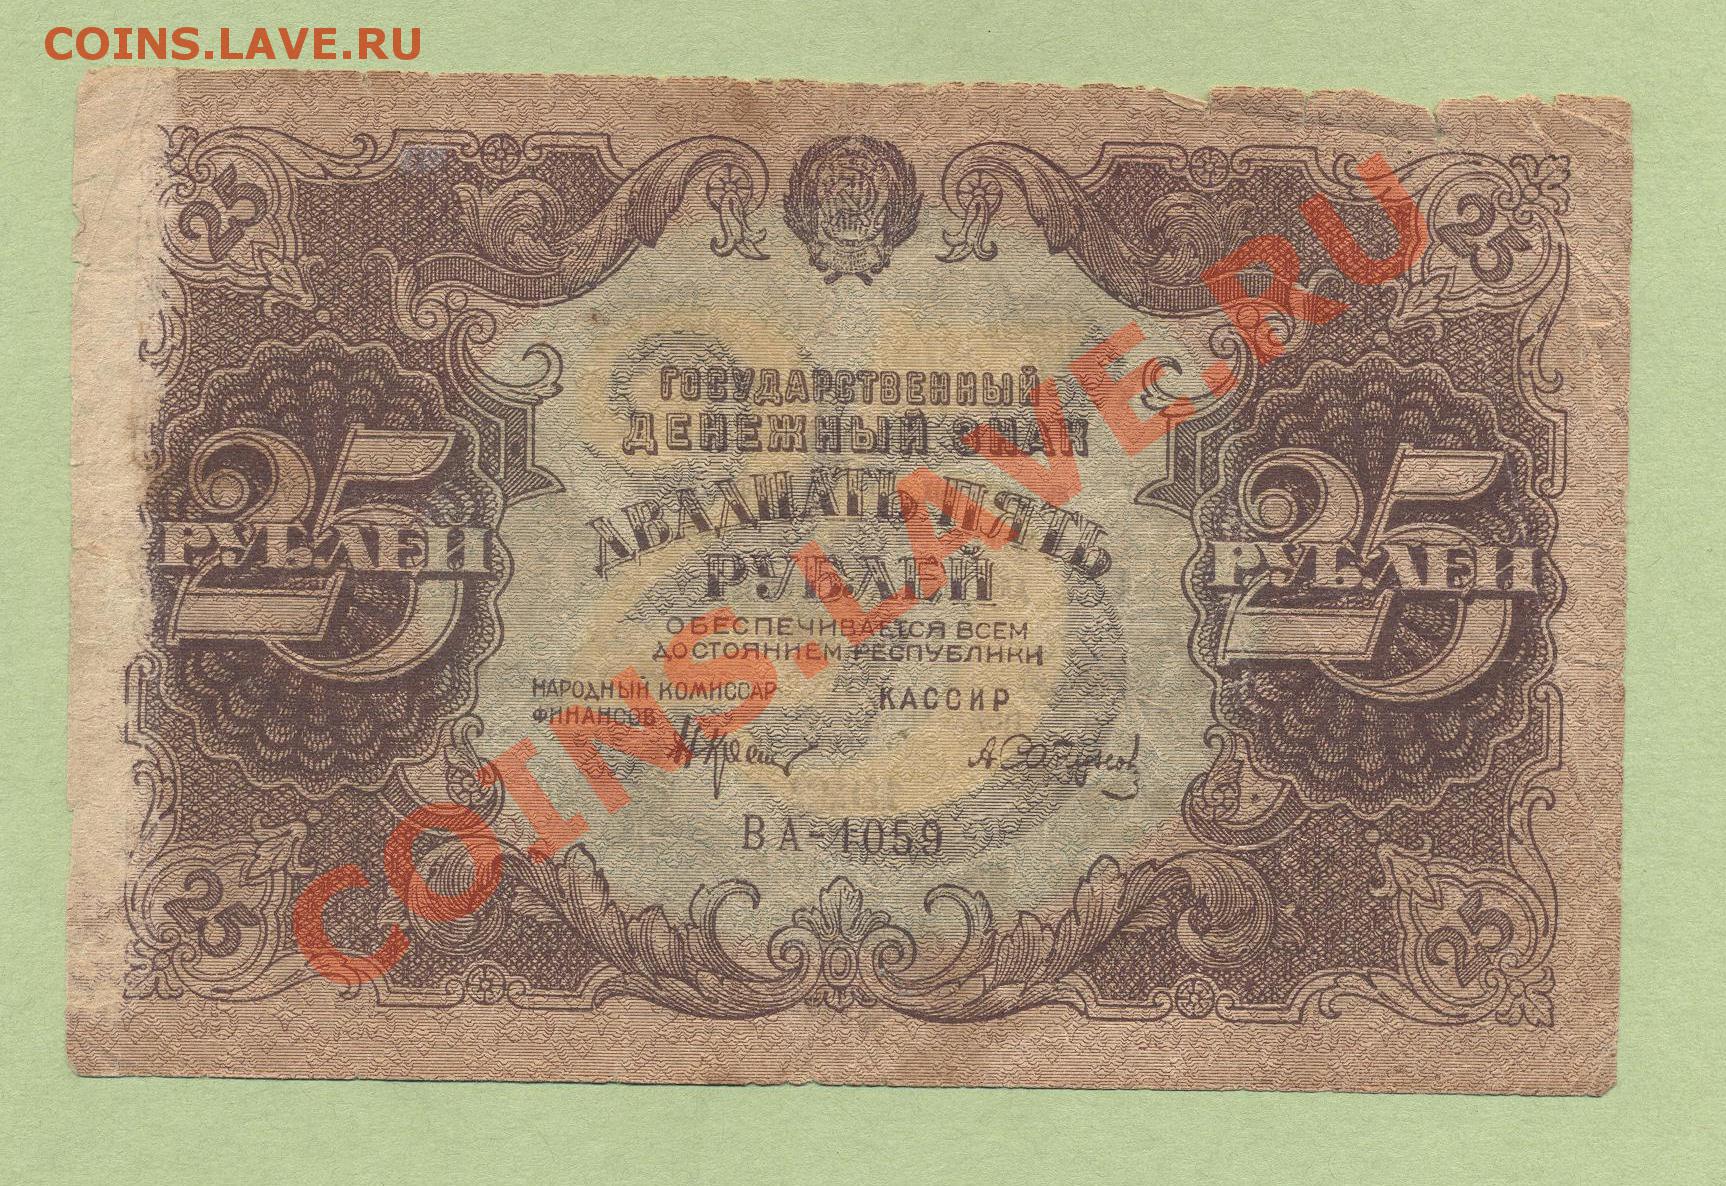 COINS.LAVE.RU
25
25
ГОСУДАРСТВЕННЫЙ
ДЕНЕЖНЫЙ ЗНАК
ДВАДЦАТЬ ПЯТЬ
РУБЛЕЙ
25
РУБЛЕЙ
25
РУБЛЕЙ
ОБЕСПЕЧИВАЕТСЯ ВСЕМ
ДОСТОЯНИЕМ РЕСПУБЛИКИ
НАРОДНЫЙ КОМИССАР
ФИНАНСОВ
КАССИР
ВА-1059
25
25
COINS.LAVE.RU